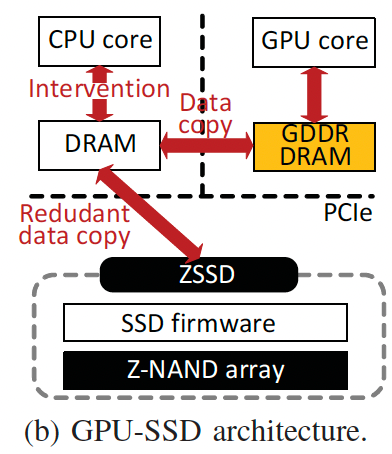 CPU core
GPU core
Intervention
Data
copy
DRAM
GDDR
DRAM
Redudant
data copy
PCIe
ZSSD
SSD firmware
Z-NAND array
(b) GPU-SSD architecture.